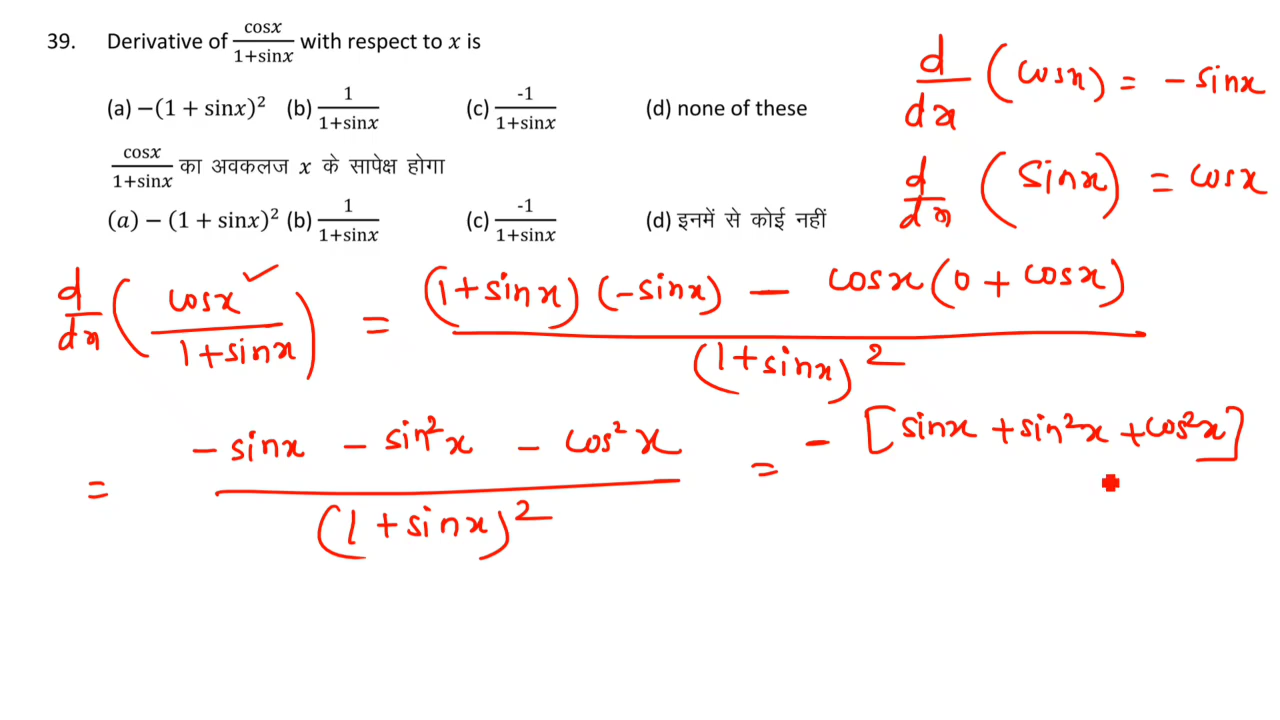 39. Derivative of cosx/(1+sinx) with respect to x is
(a) −(1 + sinx)² (b) 1/(1+sinx) (c) -1/(1+sinx) (d) none of these
cosx/(1+sinx) का अवकलज x के सापेक्ष होगा
(a) − (1 + sinx)² (b) 1/(1+sinx) (c) -1/(1+sinx) (d) इनमें से कोई नहीं
d/dx (cosx) = - sinx
d/dx (sinx) = cosx
d/dx (cosx/(1+sinx)) = ((1+sinx)(-sinx) - cosx(0 + cosx))/(1+sinx)²
= (-sinx - sin²x - cos²x)/(1+sinx)² = - [sinx + sin²x + cos²x]